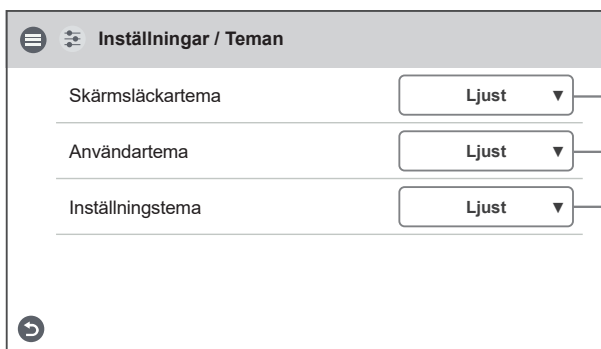 Inställningar / Teman
Skärmsläckartema Ljust
Användartema Ljust
Inställningstema Ljust